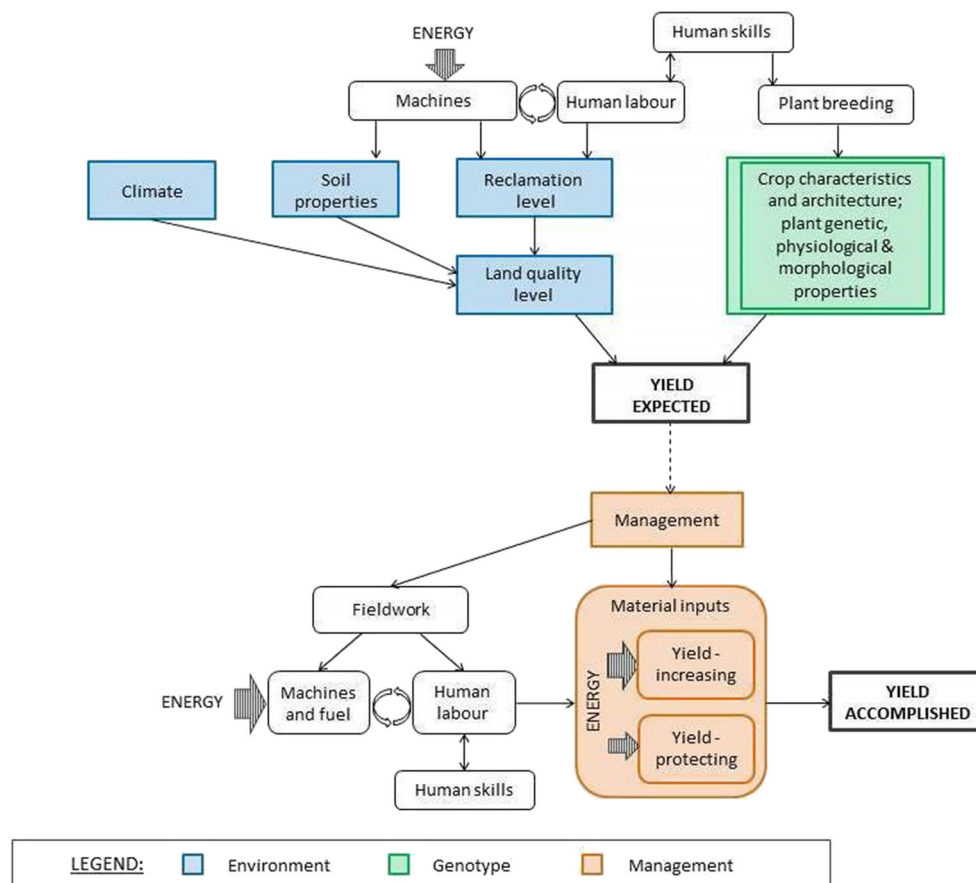 Human skills
ENERGY
Machines
Human labour
Plant breeding
Climate
Soil
properties
Reclamation
level
Crop characteristics
and architecture;
plant genetic,
physiological &
morphological
properties
Land quality
level
YIELD
EXPECTED
Management
Fieldwork
Material inputs
ENERGY
Machines
and fuel
Human
labour
ENERGY
Yield -
increasing
Yield -
protecting
YIELD
ACCOMPLISHED
Human skills
LEGEND: Environment Genotype Management